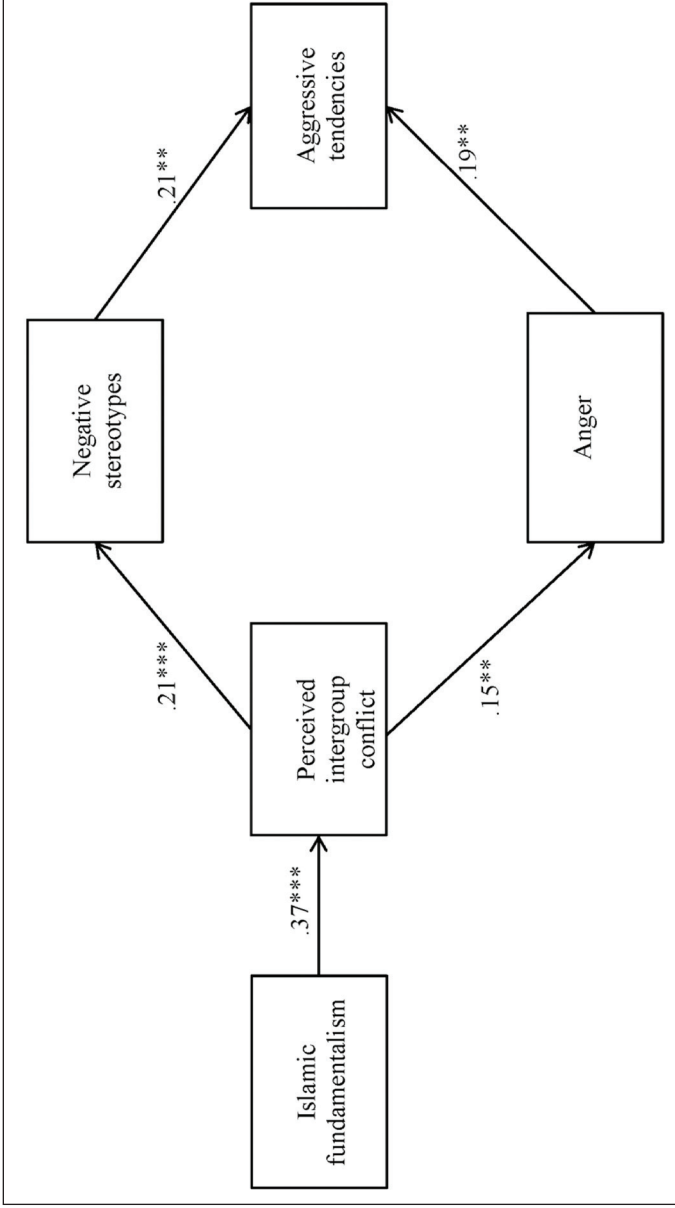 Islamic
fundamentalism
.37***
Perceived
intergroup
conflict
.21***
.15**
Negative
stereotypes
Anger
.21**
.19**
Aggressive
tendencies